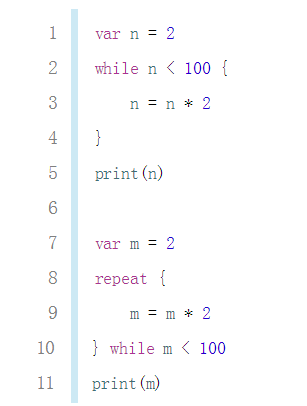 1 var n = 2
2 while n < 100 {
3     n = n * 2
4 }
5 print(n)
6
7 var m = 2
8 repeat {
9     m = m * 2
10 } while m < 100
11 print(m)